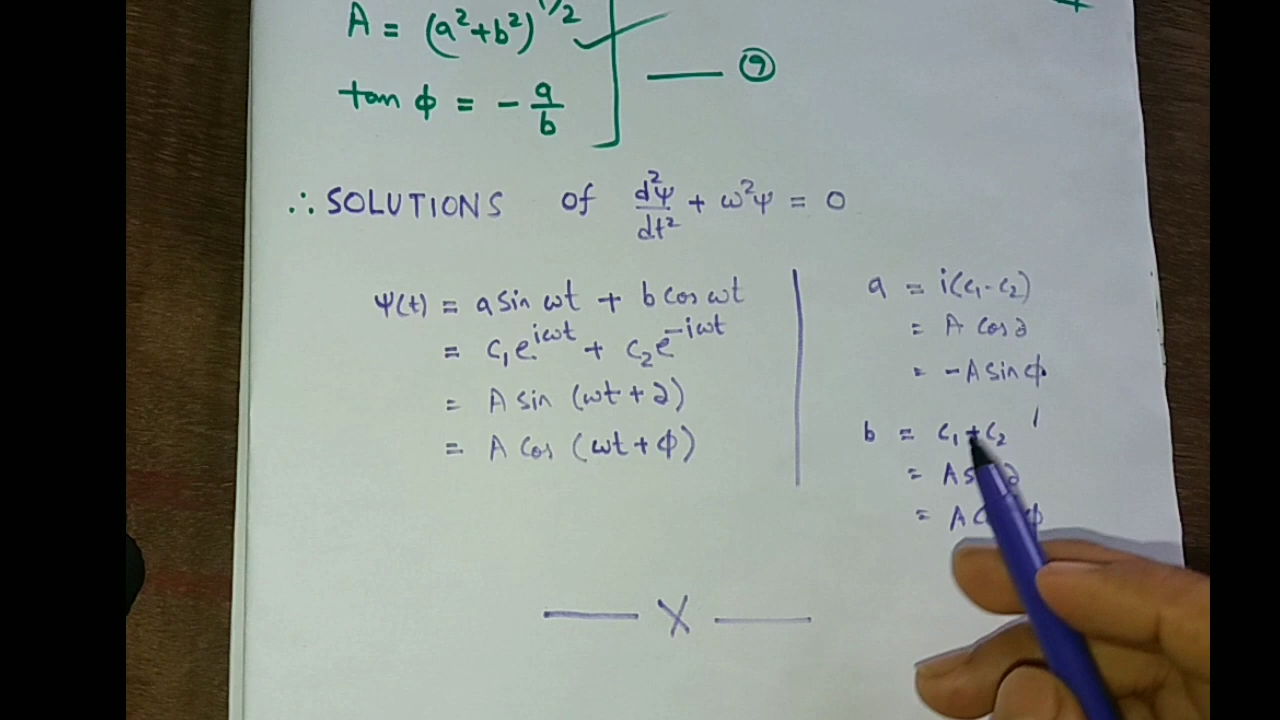 A = (a²+b²)^1/2
tan ϕ = - a/b
—— ⑨
∴ SOLUTIONS of d²ψ/dt² + ω²ψ = 0
ψ(t) = a sin ωt + b cos ωt
= c₁e^iωt + c₂e^-iωt
= A sin (ωt + ∂)
= A cos (ωt + ϕ)
a = i(c₁ - c₂)
= A cos ∂
= -A sin ϕ
b = c₁ + c₂
= A ∂
= A ϕ
—— X ——